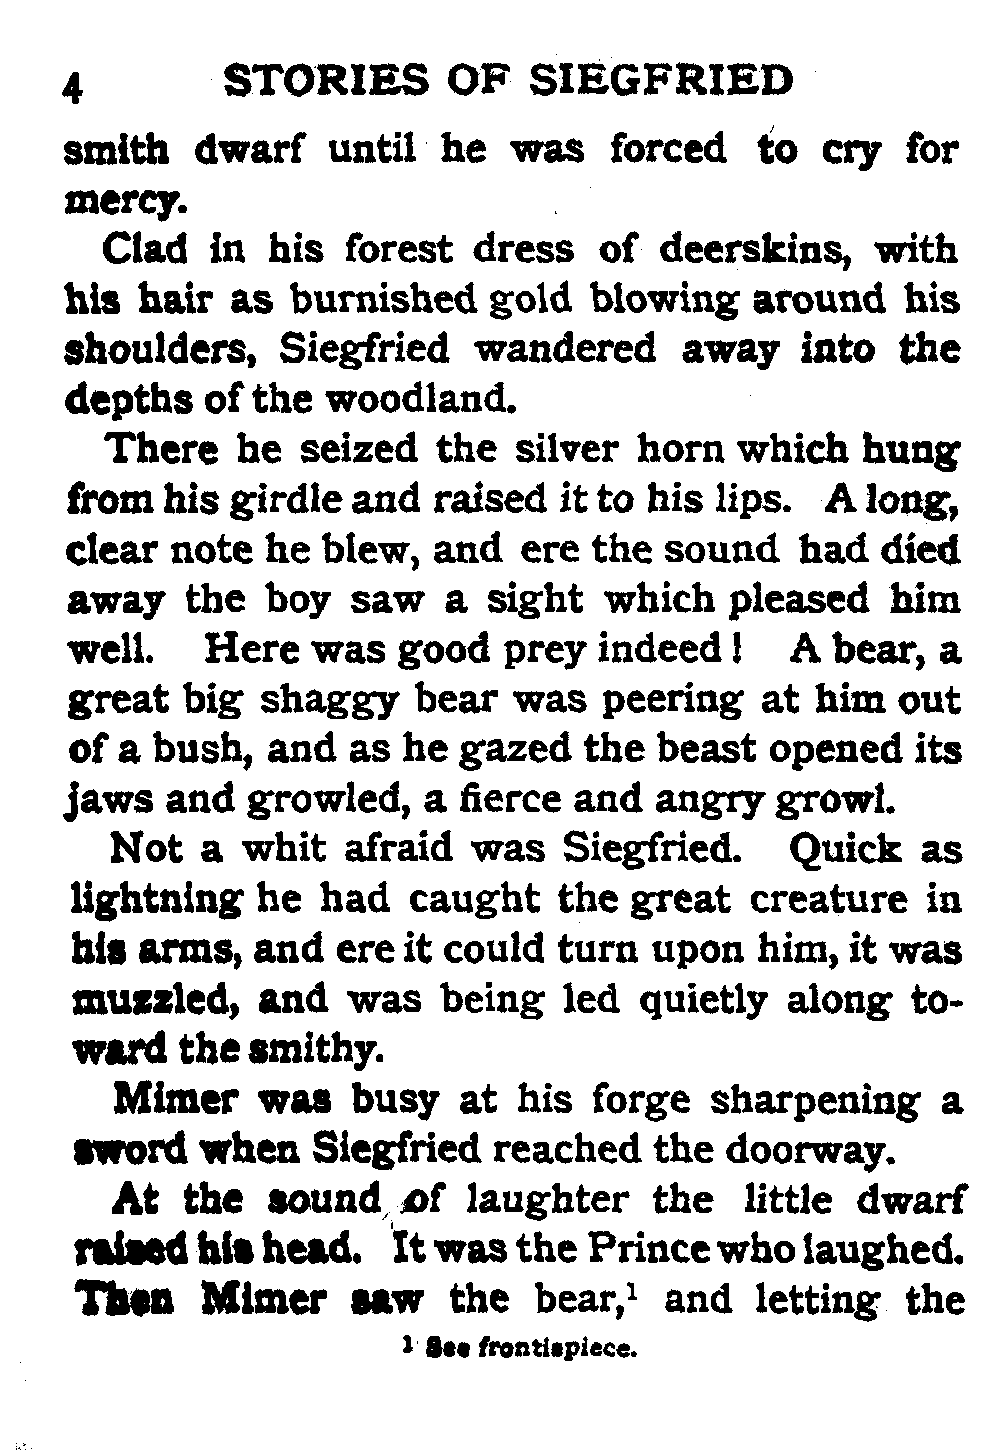 4 STORIES OF SIEGFRIED
smith dwarf until he was forced to cry for
mercy.
Clad in his forest dress of deerskins, with
his hair as burnished gold blowing around his
shoulders, Siegfried wandered away into the
depths of the woodland.
There he seized the silver horn which hung
from his girdle and raised it to his lips. A long,
clear note he blew, and ere the sound had died
away the boy saw a sight which pleased him
well. Here was good prey indeed! A bear, a
great big shaggy bear was peering at him out
of a bush, and as he gazed the beast opened its
jaws and growled, a fierce and angry growl.
Not a whit afraid was Siegfried. Quick as
lightning he had caught the great creature in
his arms, and ere it could turn upon him, it was
muzzled, and was being led quietly along to-
ward the smithy.
Mimer was busy at his forge sharpening a
sword when Siegfried reached the doorway.
At the sound of laughter the little dwarf
raised his head. It was the Prince who laughed.
Then Mimer saw the bear,¹ and letting the
¹ See frontispiece.